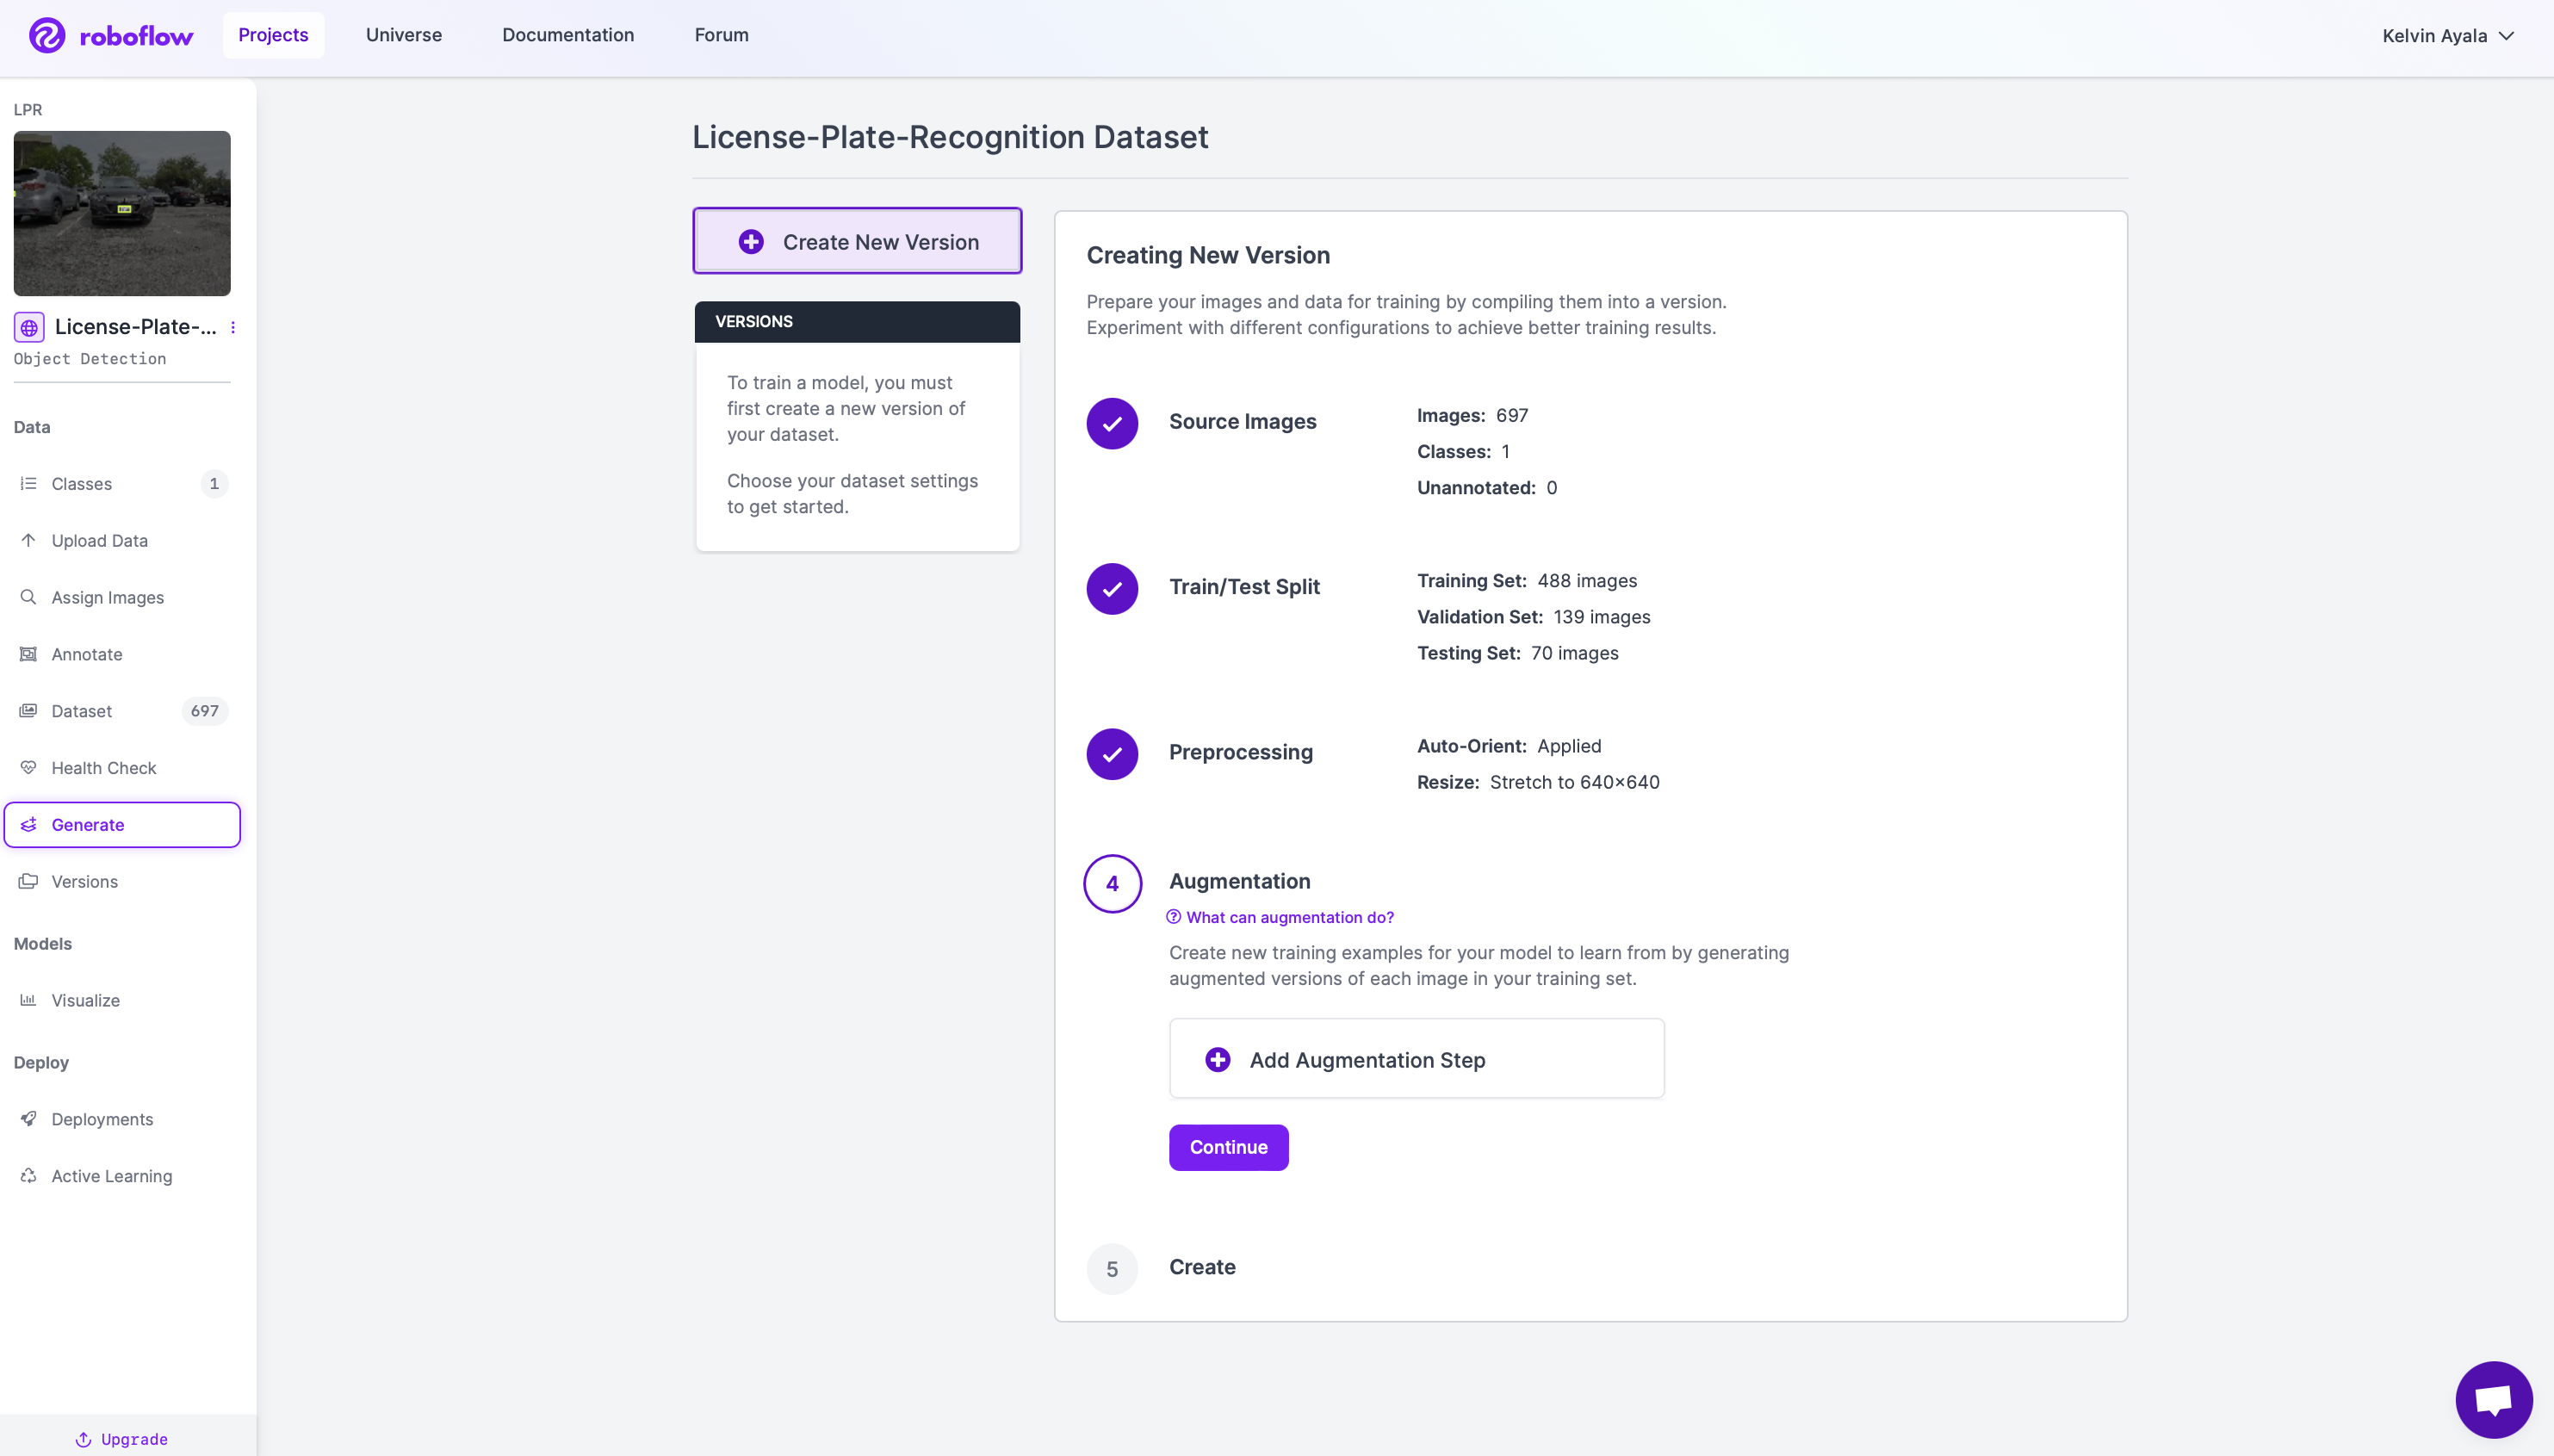 roboflow
Projects
Universe
Documentation
Forum
Kelvin Ayala
LPR
License-Plate-...
Object Detection
Data
Classes 1
Upload Data
Assign Images
Annotate
Dataset 697
Health Check
Generate
Versions
Models
Visualize
Deploy
Deployments
Active Learning
Upgrade
License-Plate-Recognition Dataset
Create New Version
VERSIONS
To train a model, you must
first create a new version of
your dataset.
Choose your dataset settings
to get started.
Creating New Version
Prepare your images and data for training by compiling them into a version.
Experiment with different configurations to achieve better training results.
Source Images
Images: 697
Classes: 1
Unannotated: 0
Train/Test Split
Training Set: 488 images
Validation Set: 139 images
Testing Set: 70 images
Preprocessing
Auto-Orient: Applied
Resize: Stretch to 640×640
4 Augmentation
What can augmentation do?
Create new training examples for your model to learn from by generating
augmented versions of each image in your training set.
Add Augmentation Step
Continue
5 Create